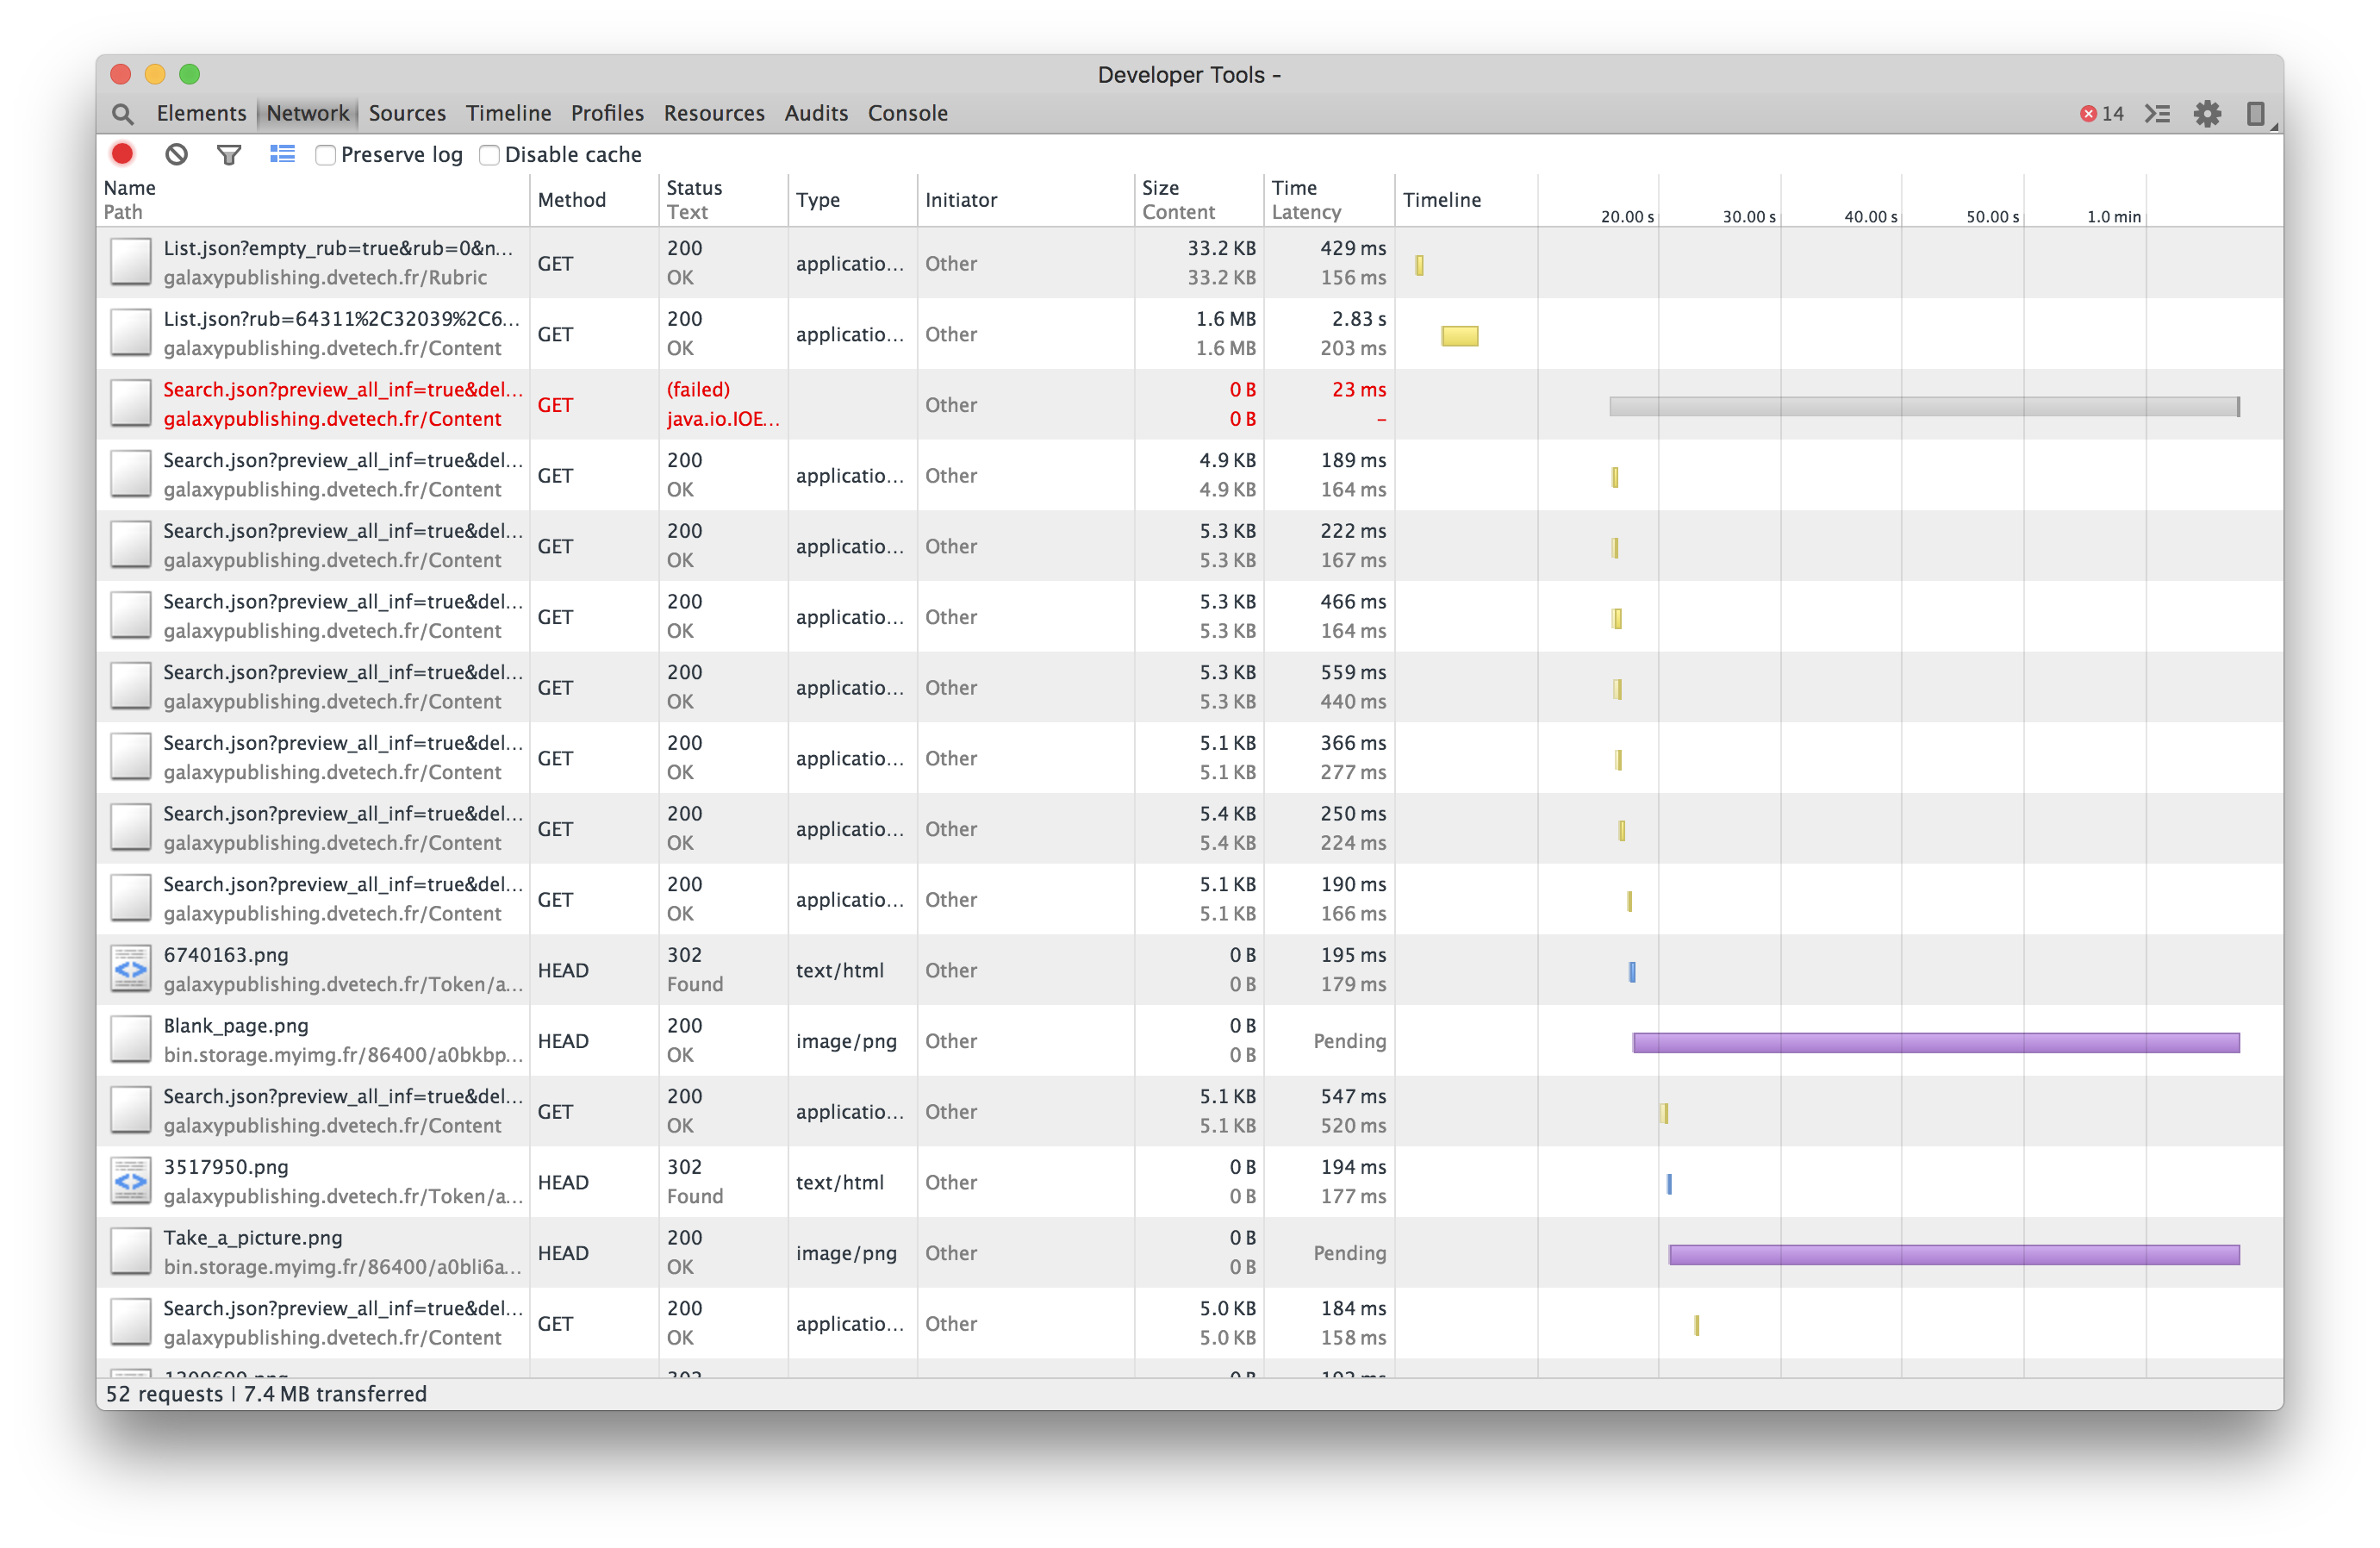 Developer Tools -
Elements Network Sources Timeline Profiles Resources Audits Console 14
Preserve log Disable cache
Name Path Method Status Text Type Initiator Size Content Time Latency Timeline 20.00 s 30.00 s 40.00 s 50.00 s 1.0 min
List.json?empty_rub=true&rub=0&n... GET 200 applicatio... Other 33.2 KB 429 ms
galaxypublishing.dvetech.fr/Rubric OK 33.2 KB 156 ms
List.json?rub=64311%2C32039%2C6... GET 200 applicatio... Other 1.6 MB 2.83 s
galaxypublishing.dvetech.fr/Content OK 1.6 MB 203 ms
Search.json?preview_all_inf=true&del... GET (failed) Other 0 B 23 ms
galaxypublishing.dvetech.fr/Content java.io.IOE... 0 B –
Search.json?preview_all_inf=true&del... GET 200 applicatio... Other 4.9 KB 189 ms
galaxypublishing.dvetech.fr/Content OK 4.9 KB 164 ms
Search.json?preview_all_inf=true&del... GET 200 applicatio... Other 5.3 KB 222 ms
galaxypublishing.dvetech.fr/Content OK 5.3 KB 167 ms
Search.json?preview_all_inf=true&del... GET 200 applicatio... Other 5.3 KB 466 ms
galaxypublishing.dvetech.fr/Content OK 5.3 KB 164 ms
Search.json?preview_all_inf=true&del... GET 200 applicatio... Other 5.3 KB 559 ms
galaxypublishing.dvetech.fr/Content OK 5.3 KB 440 ms
Search.json?preview_all_inf=true&del... GET 200 applicatio... Other 5.1 KB 366 ms
galaxypublishing.dvetech.fr/Content OK 5.1 KB 277 ms
Search.json?preview_all_inf=true&del... GET 200 applicatio... Other 5.4 KB 250 ms
galaxypublishing.dvetech.fr/Content OK 5.4 KB 224 ms
Search.json?preview_all_inf=true&del... GET 200 applicatio... Other 5.1 KB 190 ms
galaxypublishing.dvetech.fr/Content OK 5.1 KB 166 ms
6740163.png HEAD 302 text/html Other 0 B 195 ms
galaxypublishing.dvetech.fr/Token/a... Found 0 B 179 ms
Blank_page.png HEAD 200 image/png Other 0 B Pending
bin.storage.myimg.fr/86400/a0bkbp... OK 0 B
Search.json?preview_all_inf=true&del... GET 200 applicatio... Other 5.1 KB 547 ms
galaxypublishing.dvetech.fr/Content OK 5.1 KB 520 ms
3517950.png HEAD 302 text/html Other 0 B 194 ms
galaxypublishing.dvetech.fr/Token/a... Found 0 B 177 ms
Take_a_picture.png HEAD 200 image/png Other 0 B Pending
bin.storage.myimg.fr/86400/a0bli6a... OK 0 B
Search.json?preview_all_inf=true&del... GET 200 applicatio... Other 5.0 KB 184 ms
galaxypublishing.dvetech.fr/Content OK 5.0 KB 158 ms
52 requests | 7.4 MB transferred